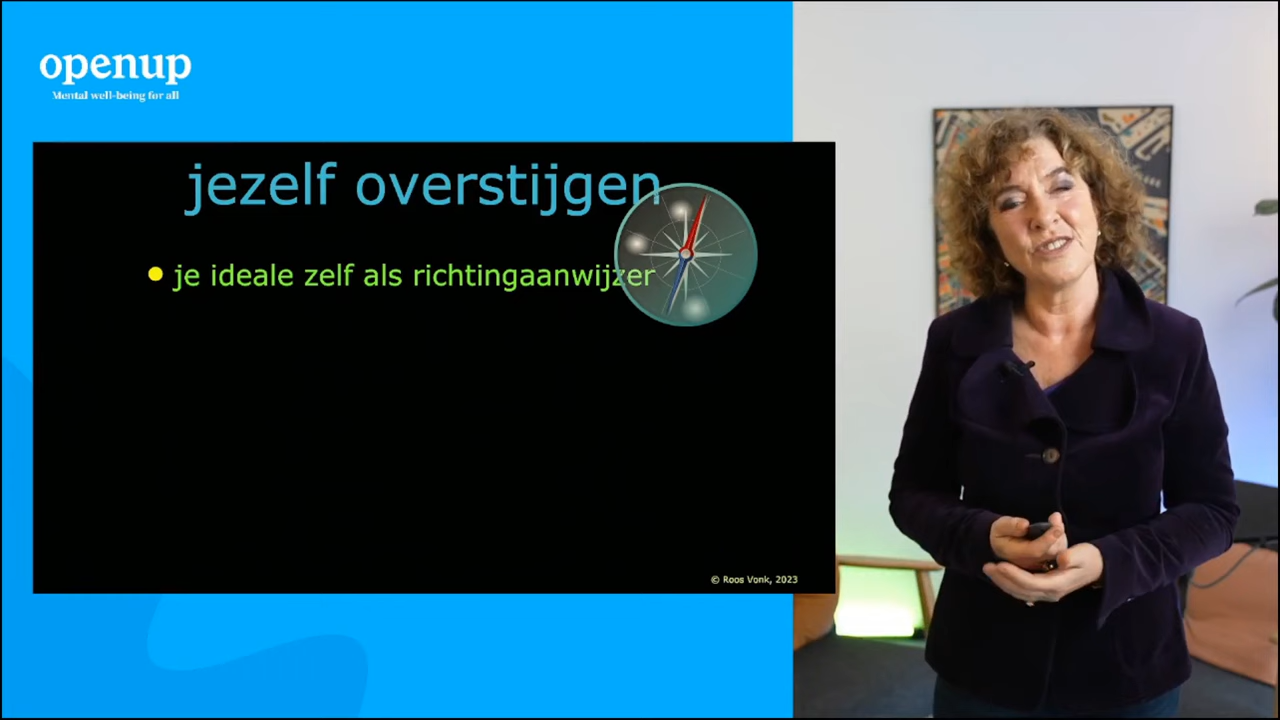 openup
Mental well-being for all
jezelf overstijgen
je ideale zelf als richtingaanwijzer
© Roos Vonk, 2023